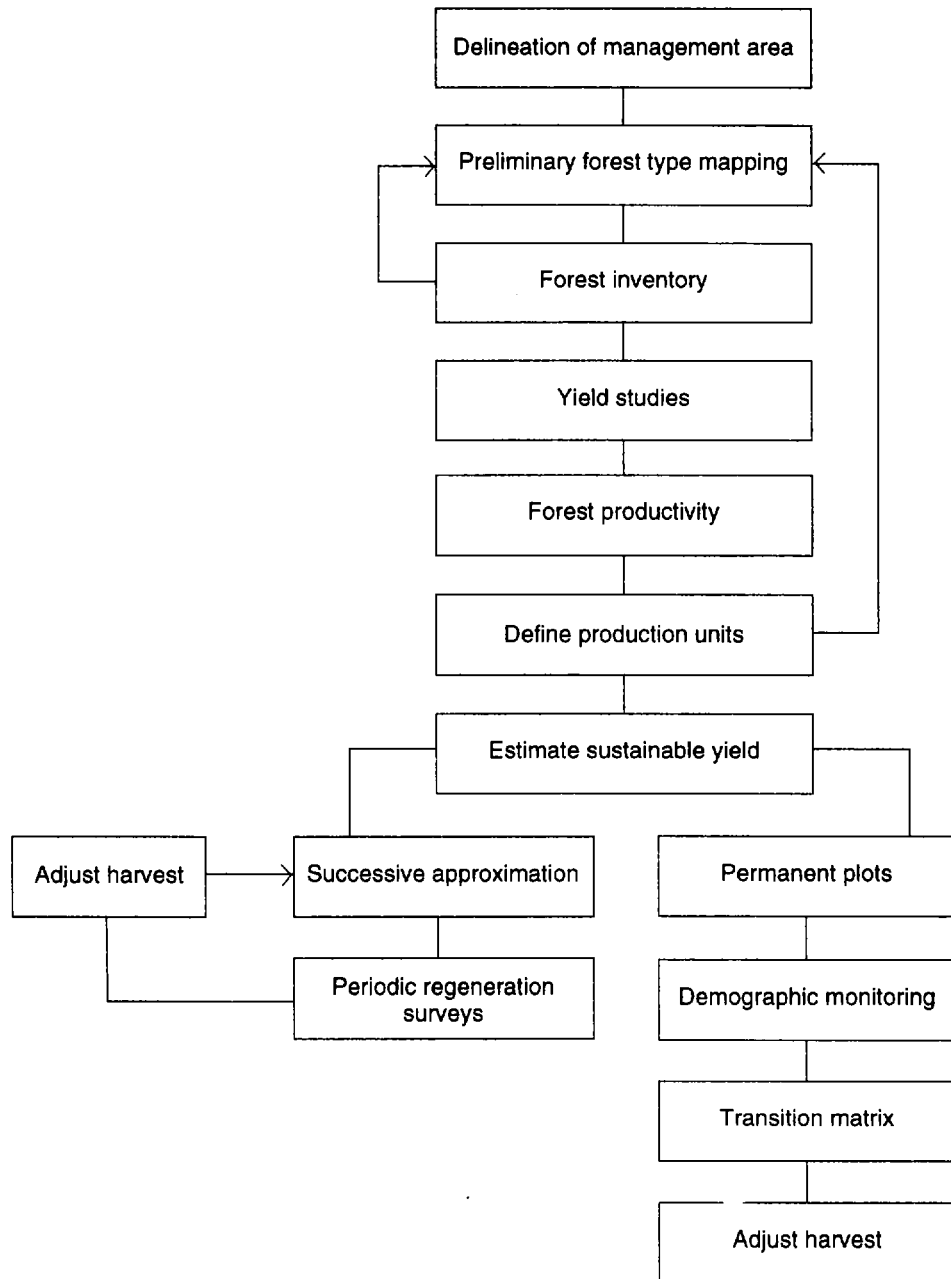 Delineation of management area
Preliminary forest type mapping
Forest inventory
Yield studies
Forest productivity
Define production units
Estimate sustainable yield
Adjust harvest
Successive approximation
Permanent plots
Periodic regeneration
surveys
Demographic monitoring
Transition matrix
Adjust harvest